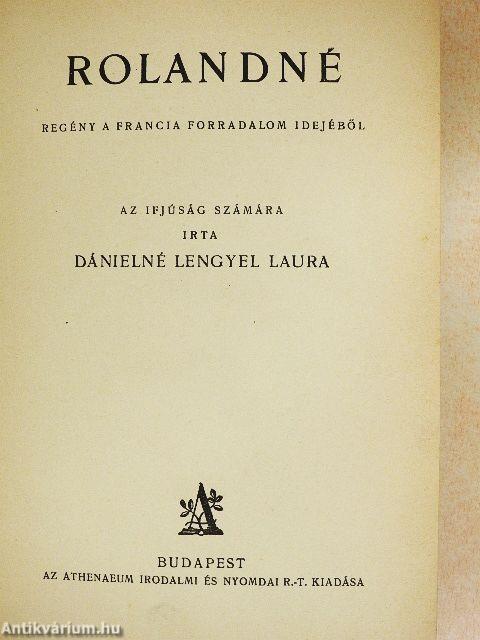 ROLANDNÉ
REGÉNY A FRANCIA FORRADALOM IDEJÉBŐL
AZ IFJÚSÁG SZÁMÁRA
IRTA
DÁNIELNÉ LENGYEL LAURA
A
BUDAPEST
AZ ATHENAEUM IRODALMI ÉS NYOMDAI R.-T. KIADÁSA
Antikvárium.hu